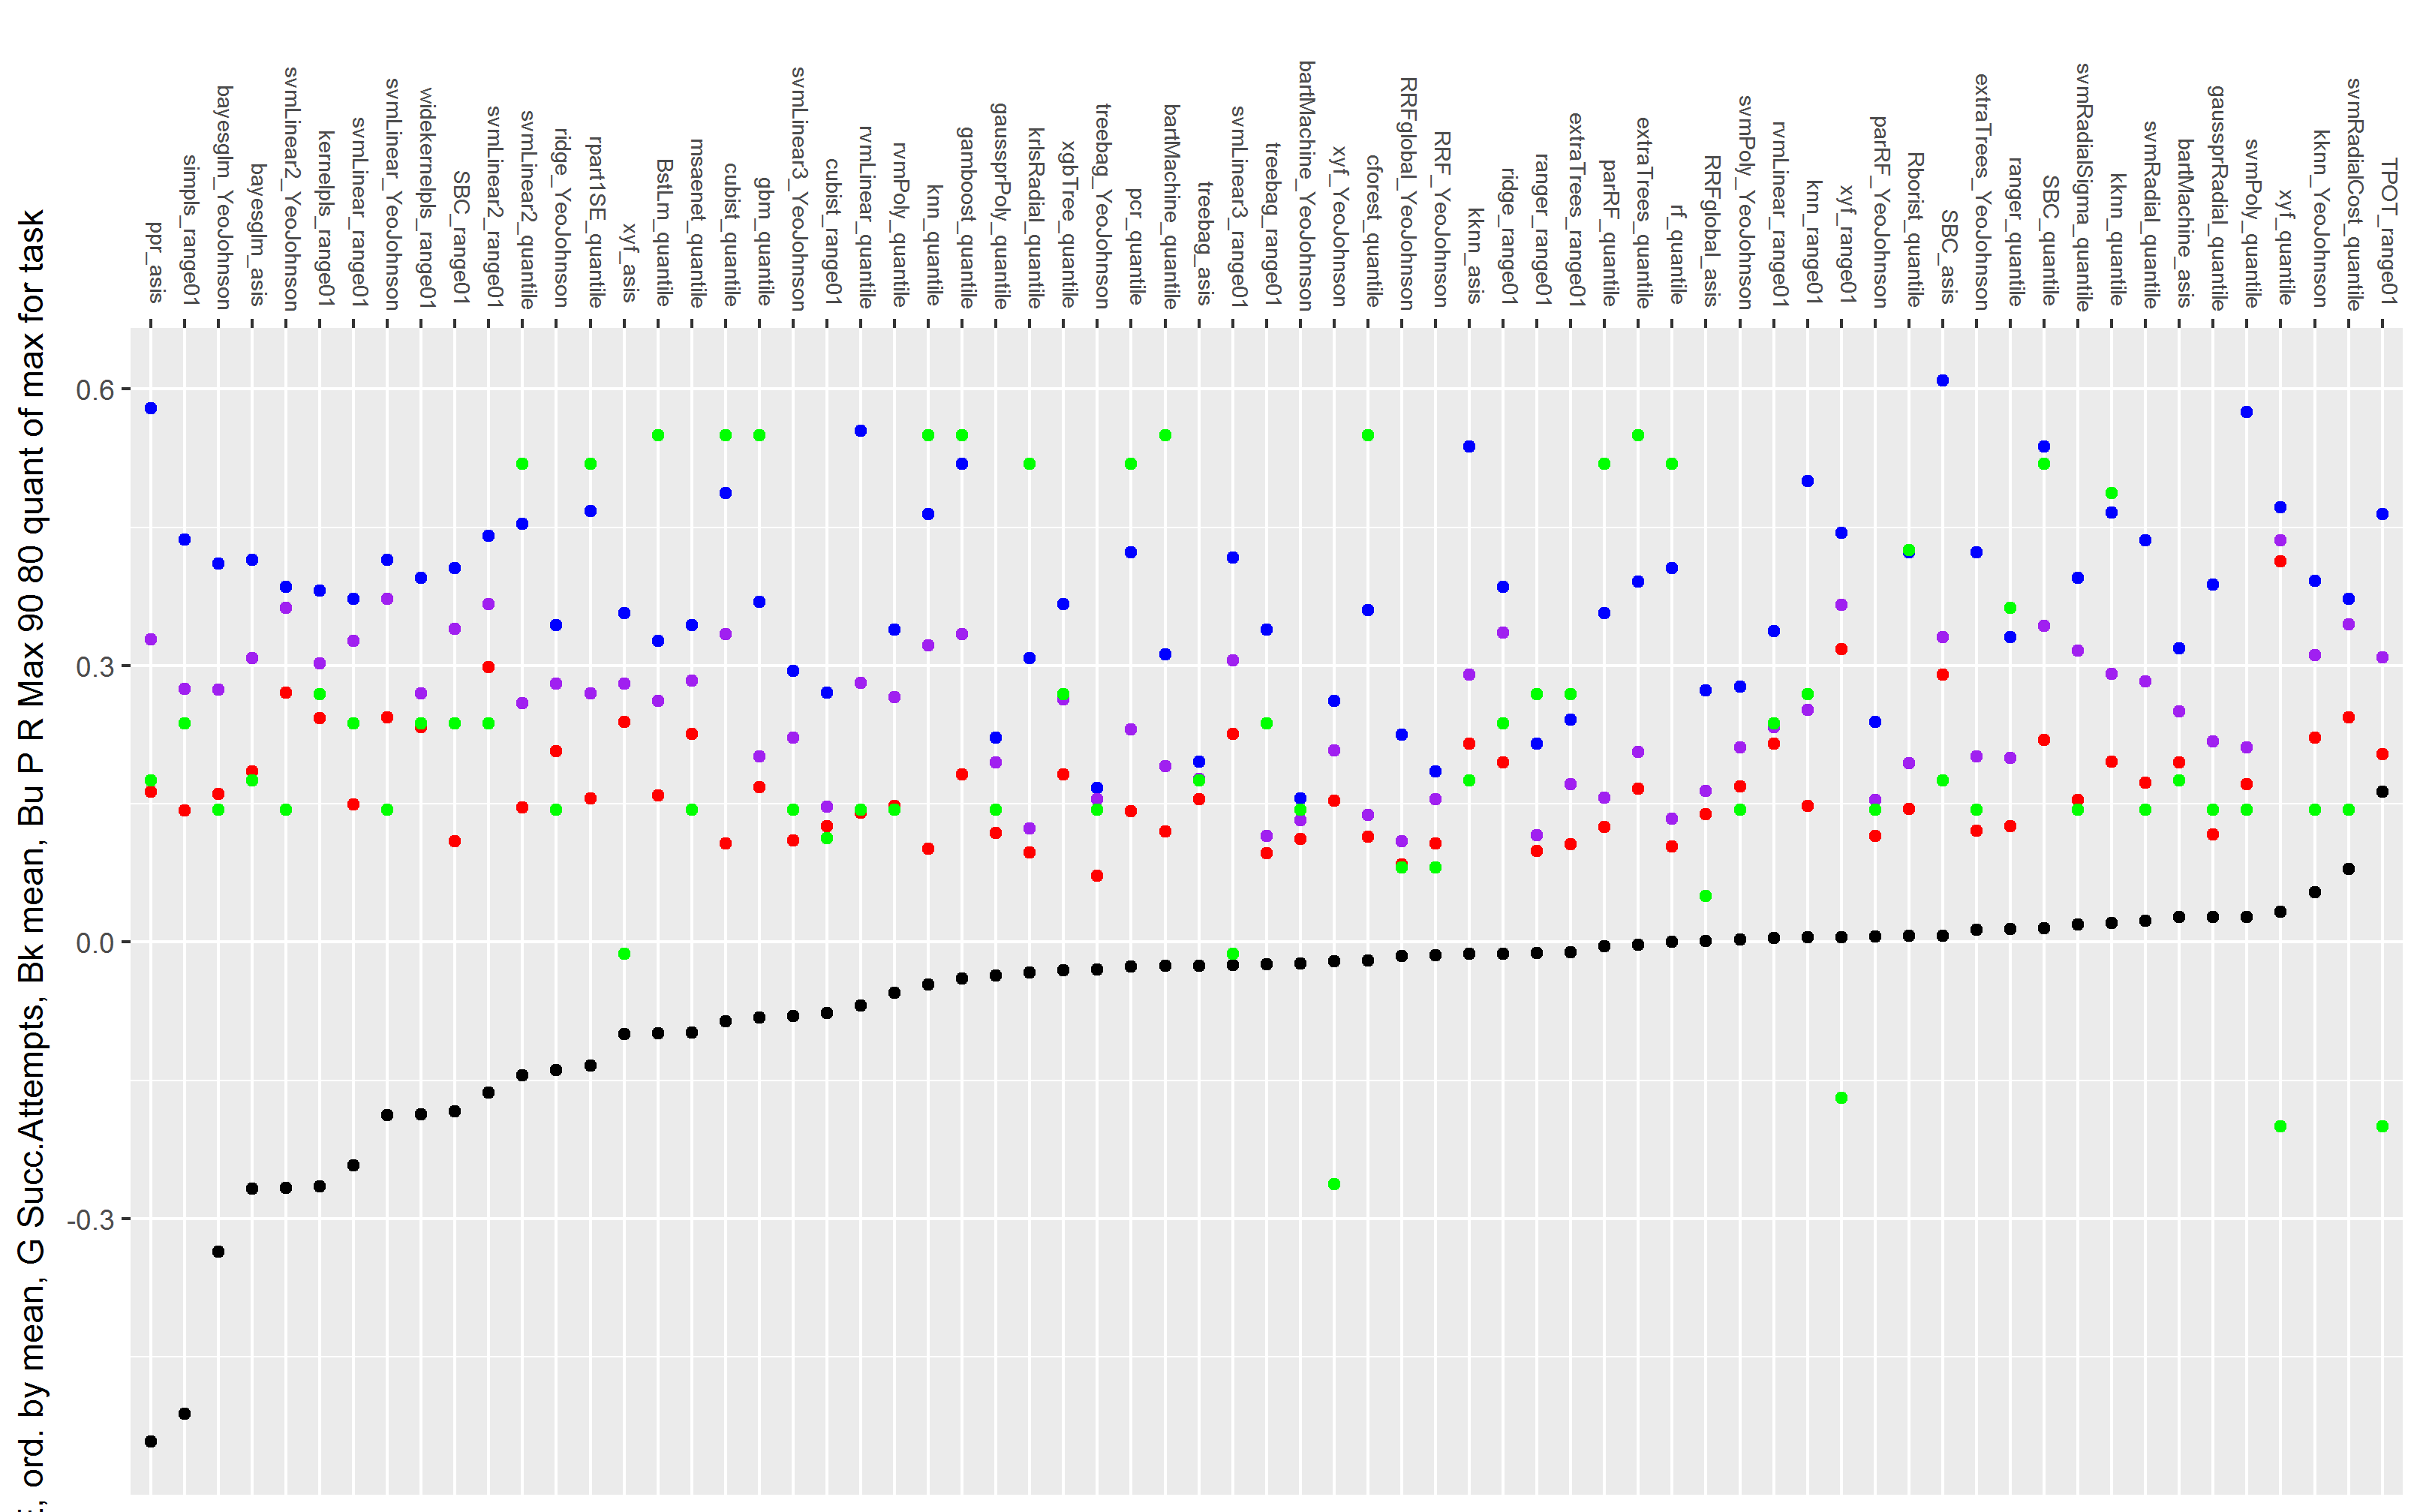 ppr_asis
simpls_range01
bayesglm_YeoJohnson
bayesglm_asis
svmLinear2_YeoJohnson
kernelpls_range01
svmLinear_range01
svmLinear_YeoJohnson
widekernelpls_range01
SBC_range01
svmLinear2_range01
svmLinear2_quantile
ridge_YeoJohnson
rpart1SE_quantile
xyf_asis
BstLm_quantile
msaenet_quantile
cubist_quantile
gbm_quantile
svmLinear3_YeoJohnson
cubist_range01
rvmLinear_quantile
rvmPoly_quantile
knn_quantile
gamboost_quantile
gaussprPoly_quantile
krlsRadial_quantile
xgbTree_quantile
treebag_YeoJohnson
pcr_quantile
bartMachine_quantile
treebag_asis
svmLinear3_range01
treebag_range01
bartMachine_YeoJohnson
xyf_YeoJohnson
cforest_quantile
RRFglobal_YeoJohnson
RRF_YeoJohnson
kknn_asis
ridge_range01
ranger_range01
extraTrees_range01
parRF_quantile
extraTrees_quantile
rf_quantile
RRFglobal_asis
svmPoly_YeoJohnson
rvmLinear_range01
knn_range01
xyf_range01
parRF_YeoJohnson
Rborist_quantile
SBC_asis
extraTrees_YeoJohnson
ranger_quantile
SBC_quantile
svmRadialSigma_quantile
kknn_quantile
svmRadial_quantile
bartMachine_asis
gaussprRadial_quantile
svmPoly_quantile
xyf_quantile
kknn_YeoJohnson
svmRadialCost_quantile
TPOT_range01
, ord. by mean, G Succ.Attempts, Bk mean, Bu P R Max 90 80 quant of max for task
0.6
0.3
0.0
-0.3